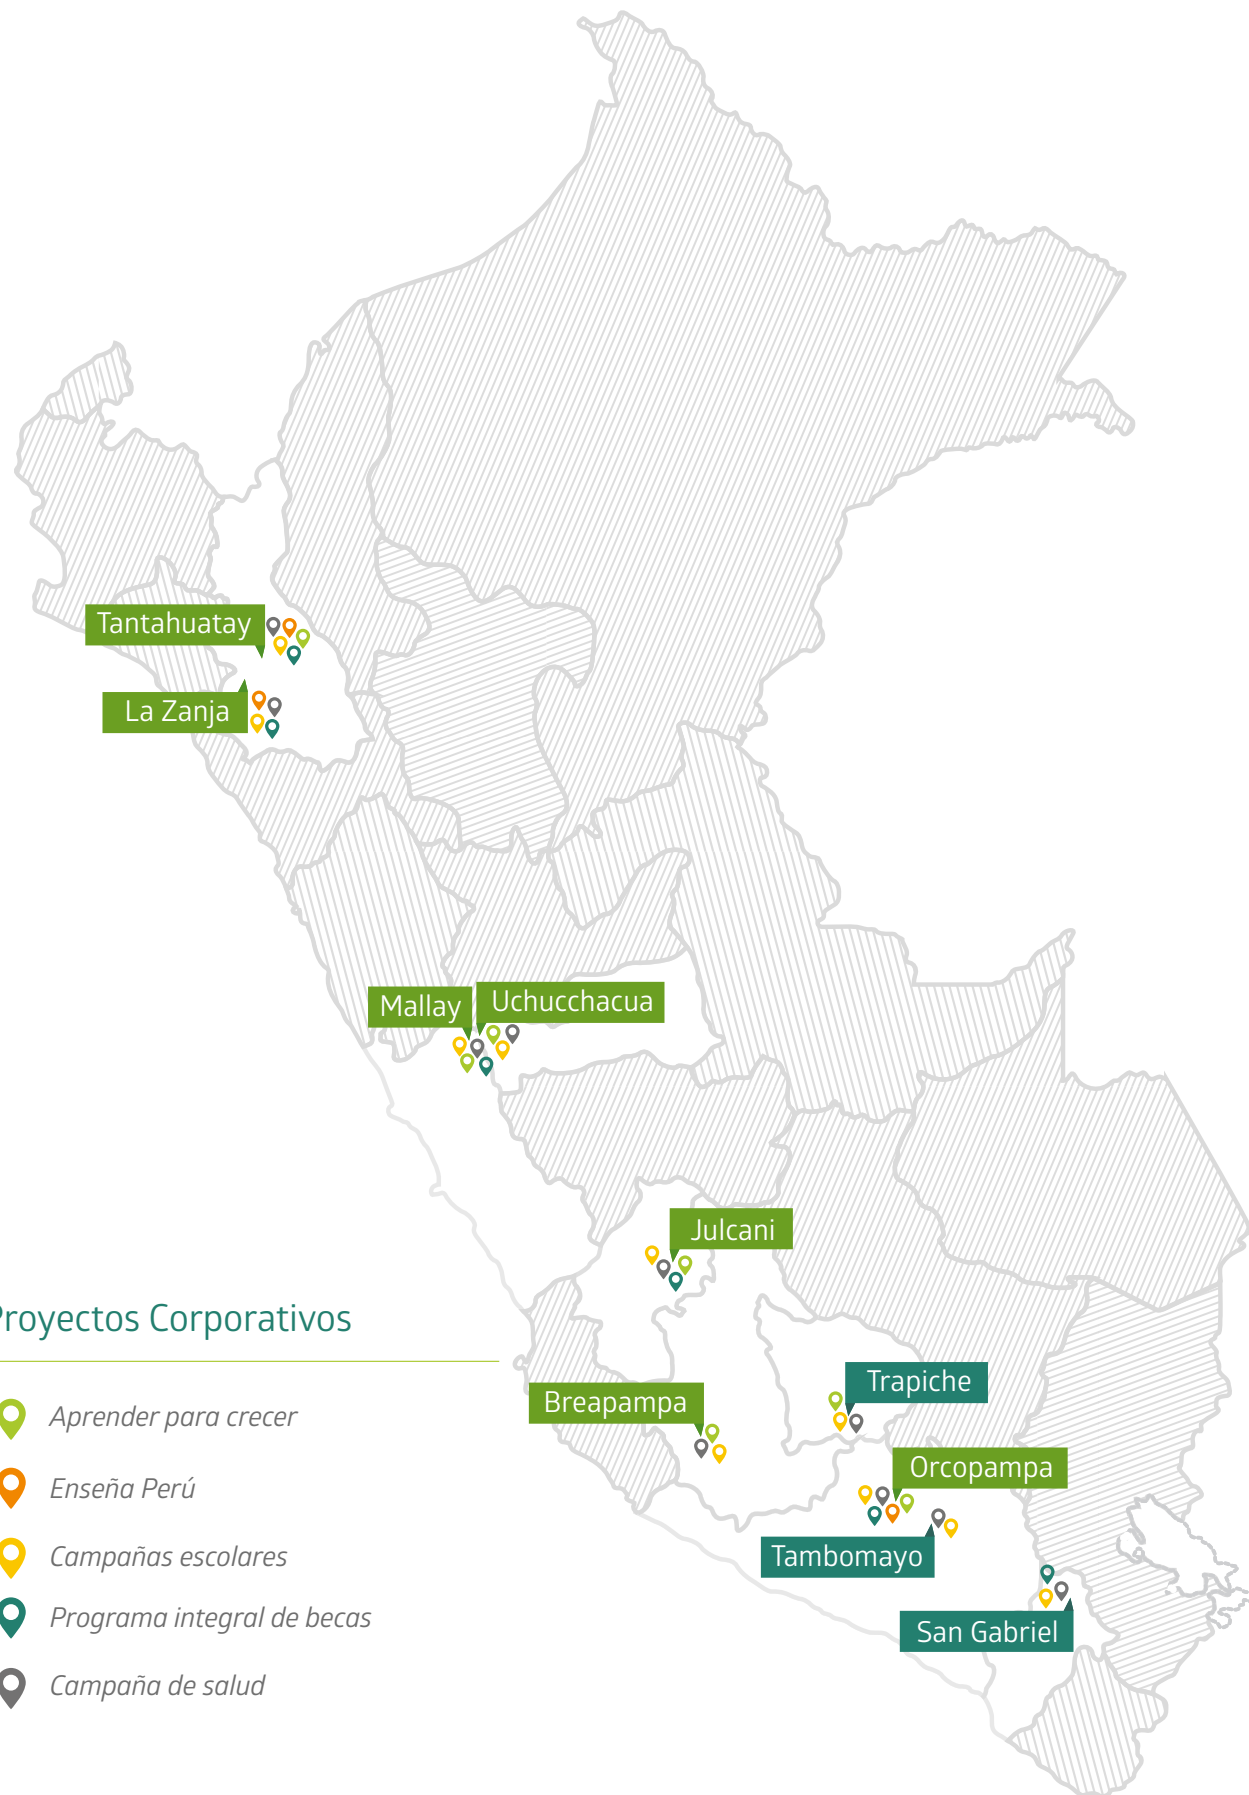 Tantahuatay
La Zanja
Mallay
Uchucchacua
Julcani
Proyectos Corporativos
Trapiche
Breapampa
Aprender para crecer
Orcopampa
Enseña Perú
Tambomayo
Campañas escolares
Programa integral de becas
San Gabriel
Campaña de salud